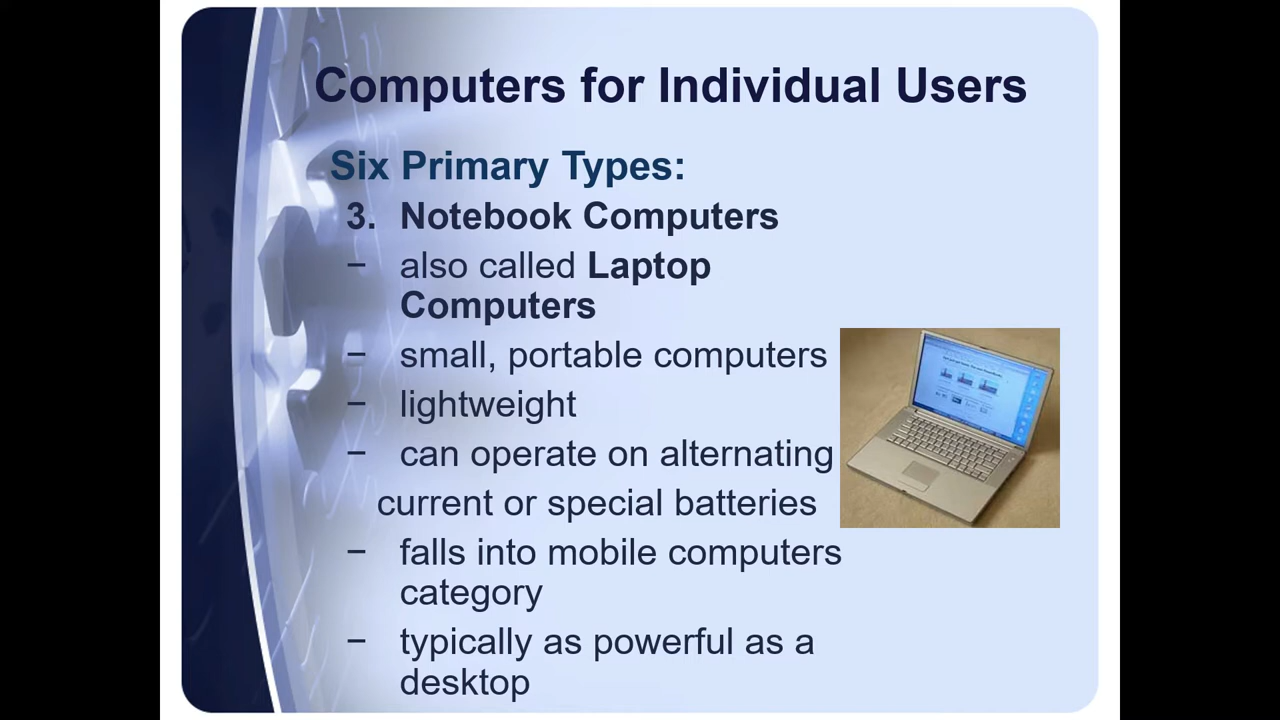 Computers for Individual Users
Six Primary Types:
3. Notebook Computers
− also called Laptop
Computers
− small, portable computers
− lightweight
− can operate on alternating
current or special batteries
− falls into mobile computers
category
− typically as powerful as a
desktop